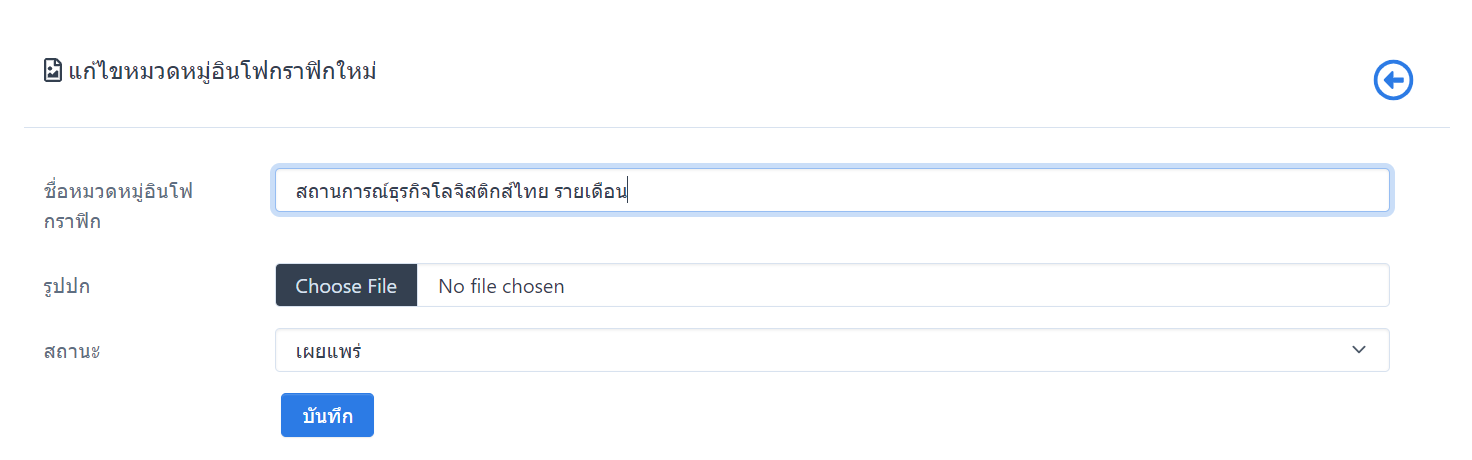 แก้ไขหมวดหมู่อินโฟกราฟิกใหม่
ชื่อหมวดหมู่อินโฟ
กราฟิก
สถานการณ์ธุรกิจโลจิสติกส์ไทย รายเดือน
รูปปก
Choose File No file chosen
สถานะ
เผยแพร่
บันทึก